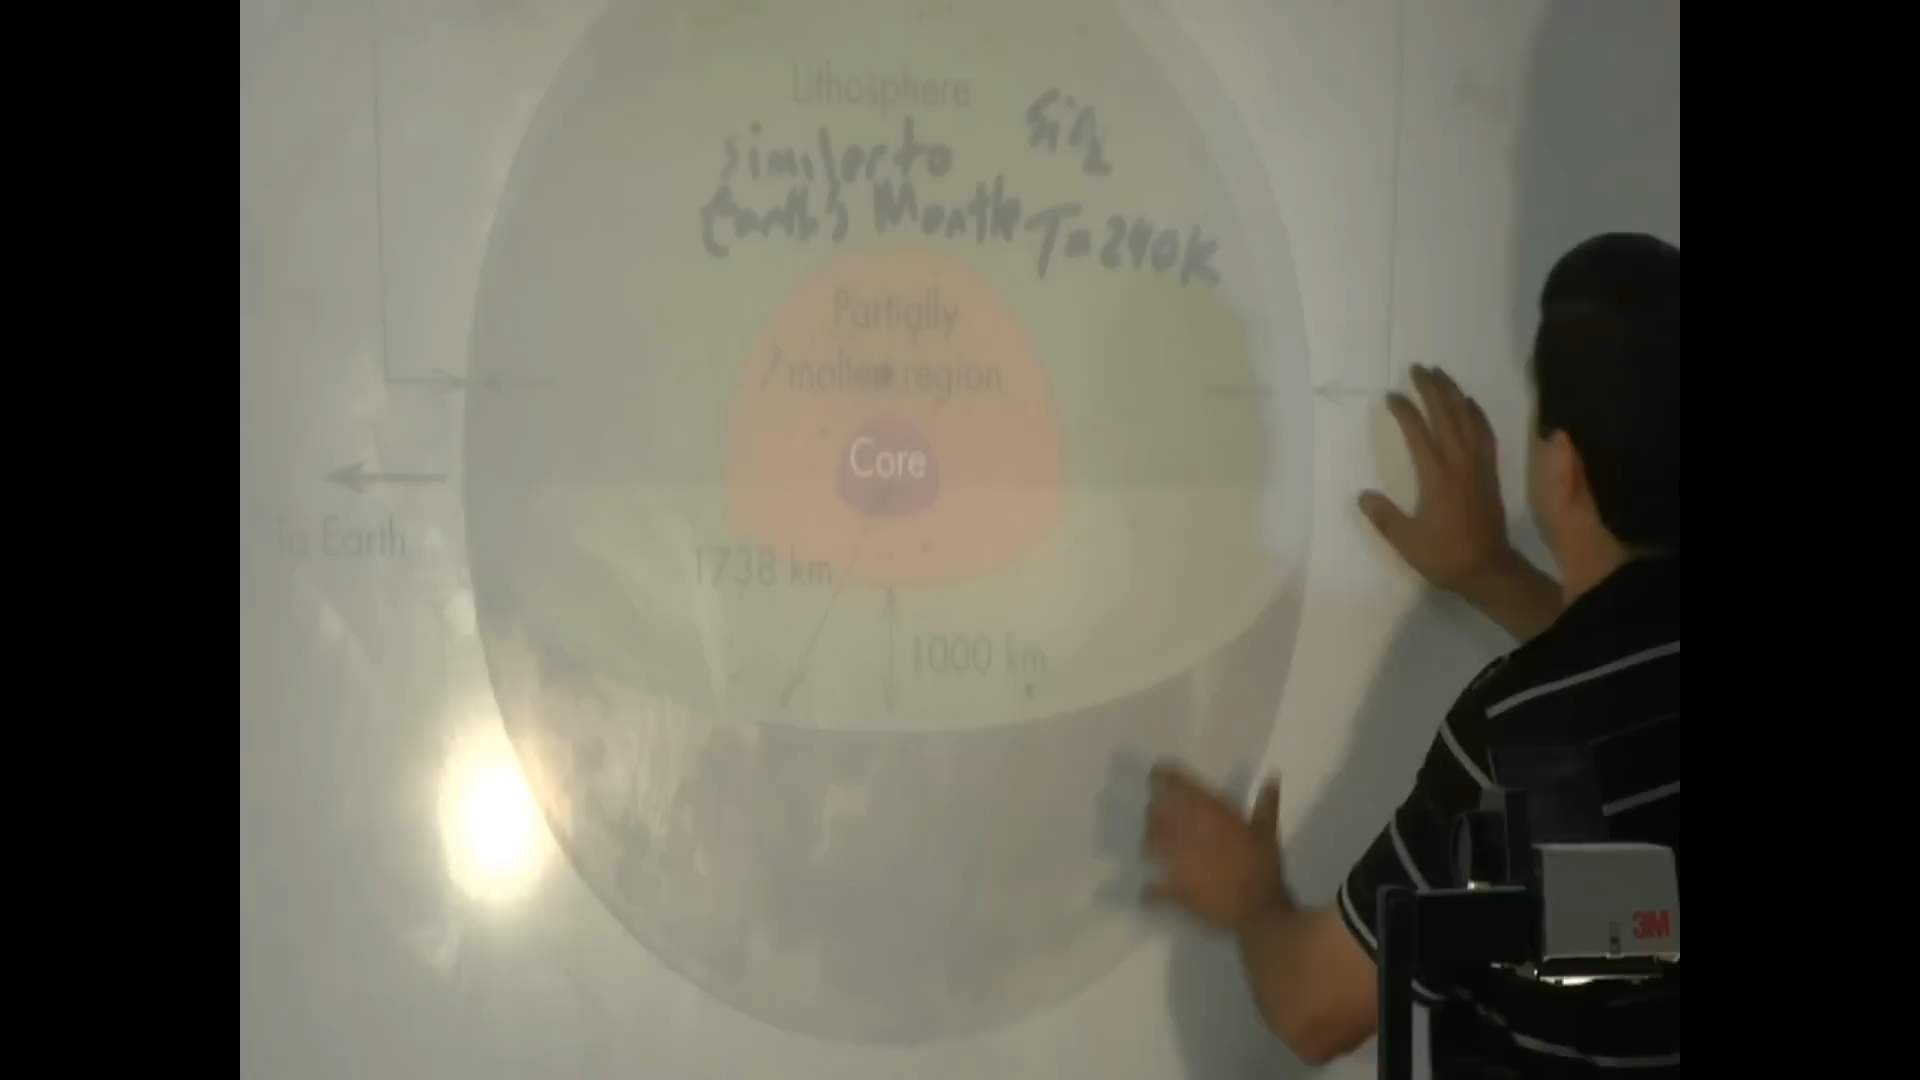 Lithosphere
similar to
SiO2
Earth's Mantle
T=240K
Partially
molten region
Core
To Earth
1738 km
1000 km
3M